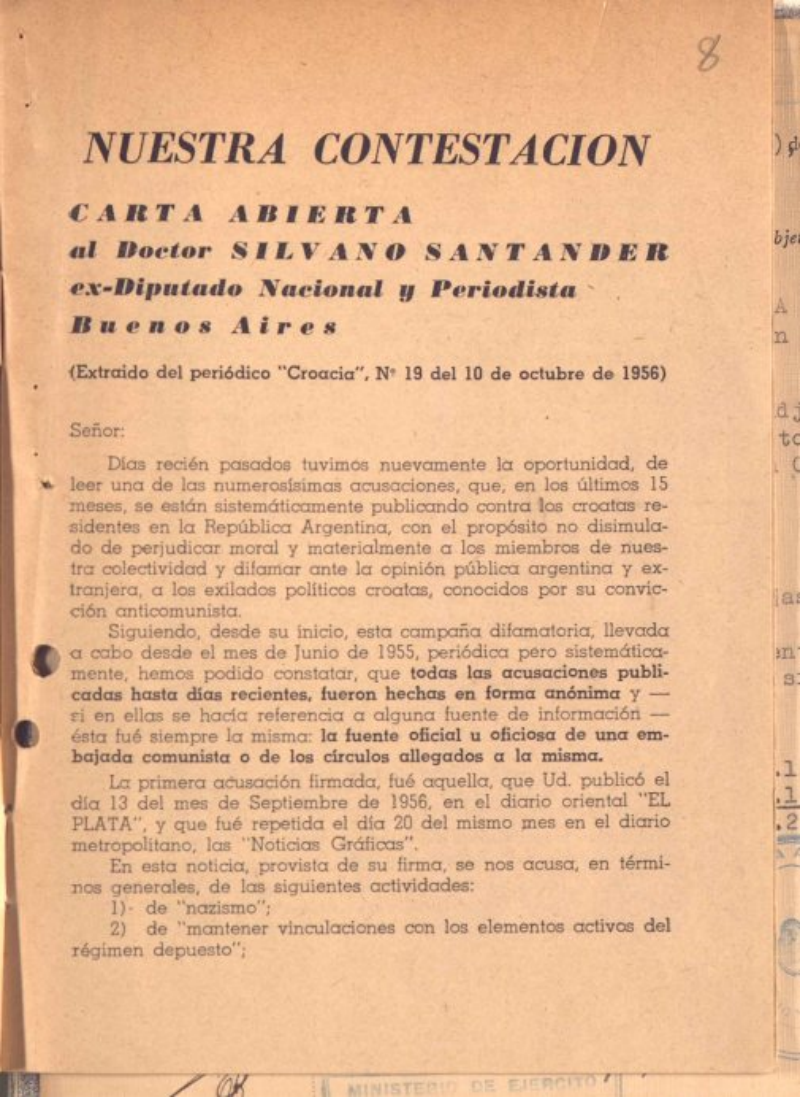 8
NUESTRA CONTESTACION
CARTA ABIERTA
al Doctor SILVANO SANTANDER
ex-Diputado Nacional y Periodista
Buenos Aires
(Extraido del periódico "Croacia", Nº 19 del 10 de octubre de 1956)
Señor:
Días recién pasados tuvimos nuevamente la oportunidad, de
leer una de las numerosísimas acusaciones, que, en los últimos 15
meses, se están sistemáticamente publicando contra los croatas re-
sidentes en la República Argentina, con el propósito no disimula-
do de perjudicar moral y materialmente a los miembros de nues-
tra colectividad y difamar ante la opinión pública argentina y ex-
tranjera, a los exilados políticos croatas, conocidos por su convic-
ción anticomunista.
Siguiendo, desde su inicio, esta campaña difamatoria, llevada
a cabo desde el mes de Junio de 1955, periódica pero sistemática-
mente, hemos podido constatar, que todas las acusaciones publi-
cadas hasta días recientes, fueron hechas en forma anónima y —
si en ellas se hacía referencia a alguna fuente de información —
ésta fué siempre la misma: la fuente oficial u oficiosa de una em-
bajada comunista o de los círculos allegados a la misma.
La primera acusación firmada, fué aquella, que Ud. publicó el
día 13 del mes de Septiembre de 1956, en el diario oriental "EL
PLATA", y que fué repetida el día 20 del mismo mes en el diario
metropolitano, las "Noticias Gráficas".
En esta noticia, provista de su firma, se nos acusa, en térmi-
nos generales, de las siguientes actividades:
1) de "nazismo";
2) de "mantener vinculaciones con los elementos activos del
régimen depuesto";
MINISTERIO DE EJERCITO